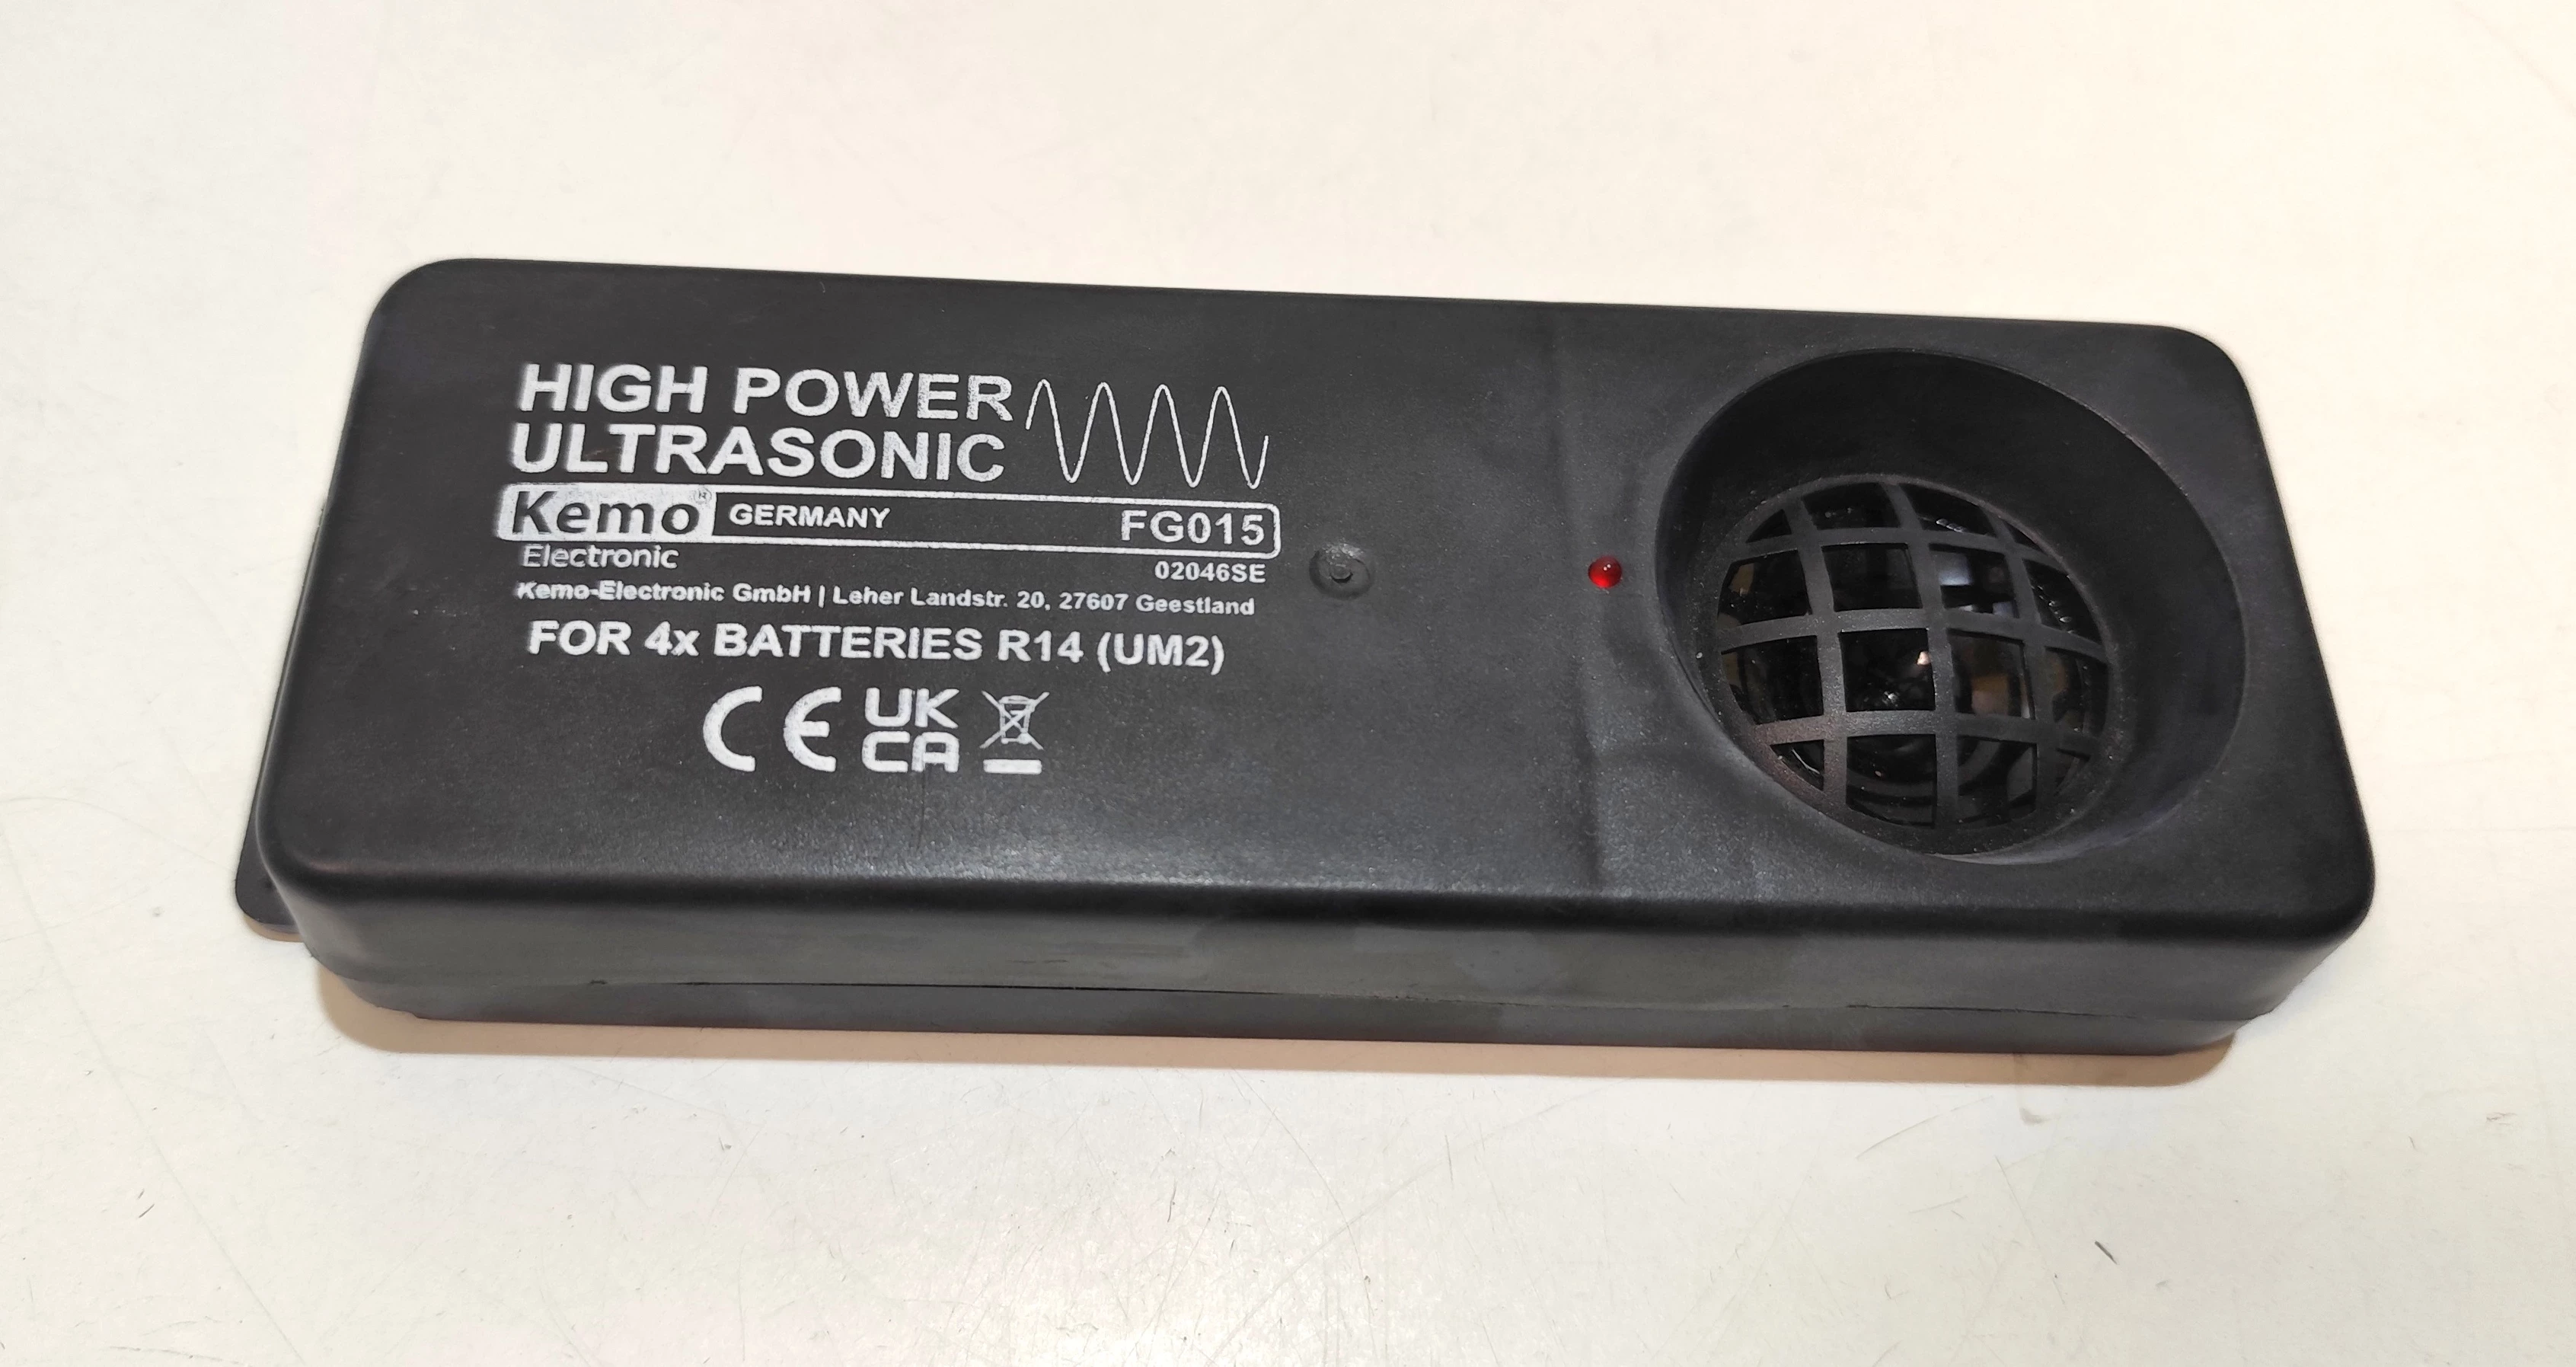 HIGH POWER
ULTRASONIC
Kemo® GERMANY FG015
Electronic
02046SE
Kemo-Electronic GmbH | Leher Landstr. 20, 27607 Geestland
FOR 4x BATTERIES R14 (UM2)
CE UK CA